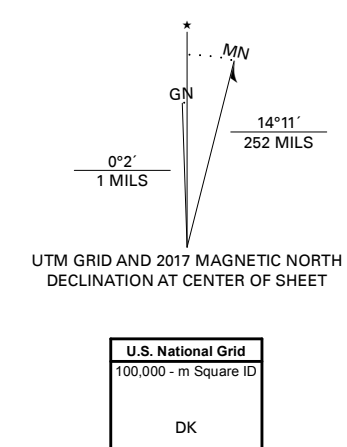 ★
MN
GN
14°11´
252 MILS
0°2´
1 MILS
UTM GRID AND 2017 MAGNETIC NORTH
DECLINATION AT CENTER OF SHEET
U.S. National Grid
100,000 - m Square ID
DK